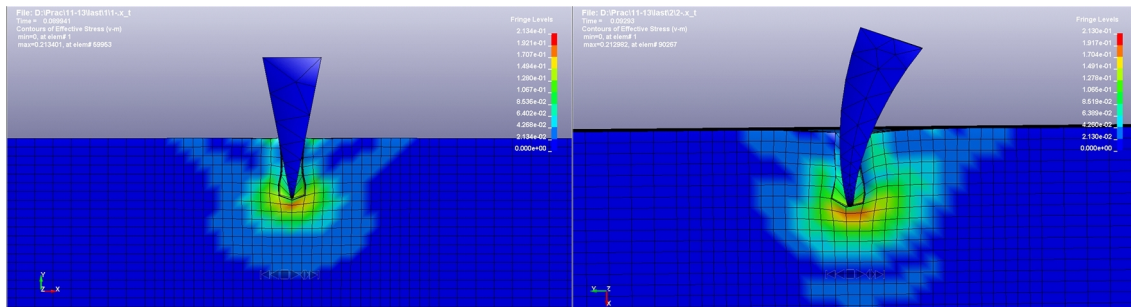 File: D:\Prac\11-13\last\1\1-.x_t
Time = 0.089941
Contours of Effective Stress (v-m)
min=0, at elem# 1
max=0.213401, at elem# 89953
Fringe Levels
2.134e-01
1.921e-01
1.707e-01
1.494e-01
1.280e-01
1.067e-01
8.536e-02
6.402e-02
4.268e-02
2.134e-02
0.000e+00
Y
Z
X
File: D:\Prac\11-13\last\2\2-.x_t
Time = 0.09293
Contours of Effective Stress (v-m)
min=0, at elem# 1
max=0.212982, at elem# 90287
Fringe Levels
2.130e-01
1.917e-01
1.704e-01
1.491e-01
1.278e-01
1.065e-01
8.519e-02
6.389e-02
4.260e-02
2.130e-02
0.000e+00
Y
Z
X